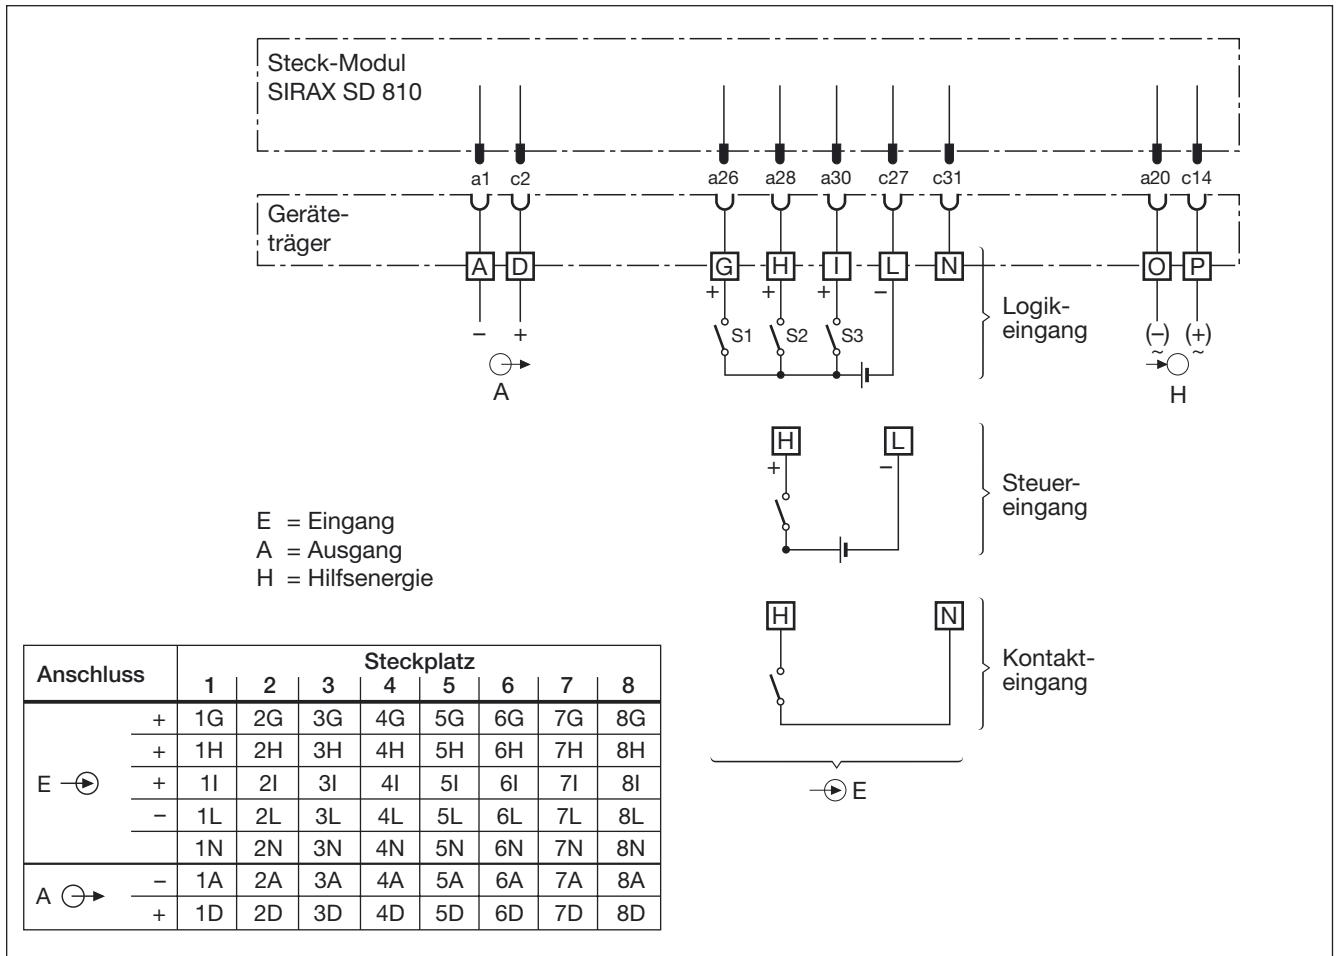 Steck-Modul
SIRAX SD 810
a1 c2 a26 a28 a30 c27 c31 a20 c14
Geräte-
träger
A D G H I L N O P
+ + + –
– +
S1 S2 S3
Logik-
eingang
(–) (+)
~ ~
A
H
H L
+ –
Steuer-
eingang
E = Eingang
A = Ausgang
H = Hilfsenergie
H N
Kontakt-
eingang
E
Anschluss Steckplatz
1 2 3 4 5 6 7 8
+ 1G 2G 3G 4G 5G 6G 7G 8G
+ 1H 2H 3H 4H 5H 6H 7H 8H
E + 1I 2I 3I 4I 5I 6I 7I 8I
– 1L 2L 3L 4L 5L 6L 7L 8L
1N 2N 3N 4N 5N 6N 7N 8N
A – 1A 2A 3A 4A 5A 6A 7A 8A
+ 1D 2D 3D 4D 5D 6D 7D 8D